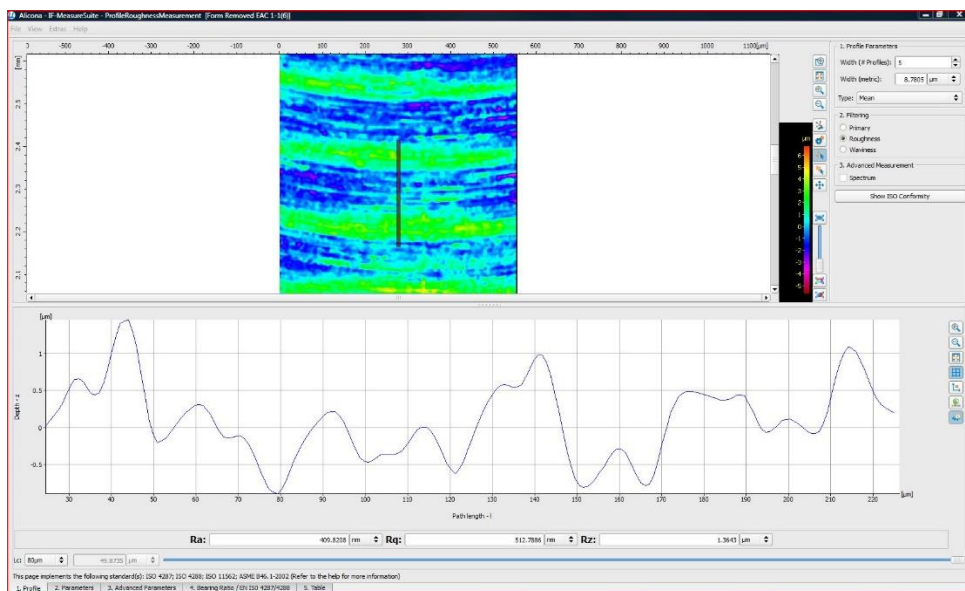 Alicona - IF-MeasureSuite - ProfileRoughnessMeasurement [Form Removed EAC 1-1(6)]
File View Extras Help
-500 -400 -300 -200 -100 0 100 200 300 400 500 600 700 800 900 1000 1100[µm]
[mm]
2.5
2.4
2.3
2.2
2.1
µm
6
5
4
3
2
1
0
-1
-2
-3
-4
-5
1. Profile Parameters
Width (# Profiles): 5
Width (metric): 8.7805 µm
Type: Mean
2. Filtering
Primary
Roughness
Waviness
3. Advanced Measurement
Spectrum
Show ISO Conformity
[µm]
1
0.5
0
-0.5
Depth - z
30 40 50 60 70 80 90 100 110 120 130 140 150 160 170 180 190 200 210 220 [µm]
Path length - l
Ra: 409.8208 nm Rq: 512.7886 nm Rz: 1.3643 µm
Lc: 80µm µm
This page implements the following standard(s): ISO 4287; ISO 4288; ISO 11562; ASME B46.1-2002 (Refer to the help for more information)
1. Profile 2. Parameters 3. Advanced Parameters 4. Bearing Ratio / EN ISO 4287/4288 5. Table